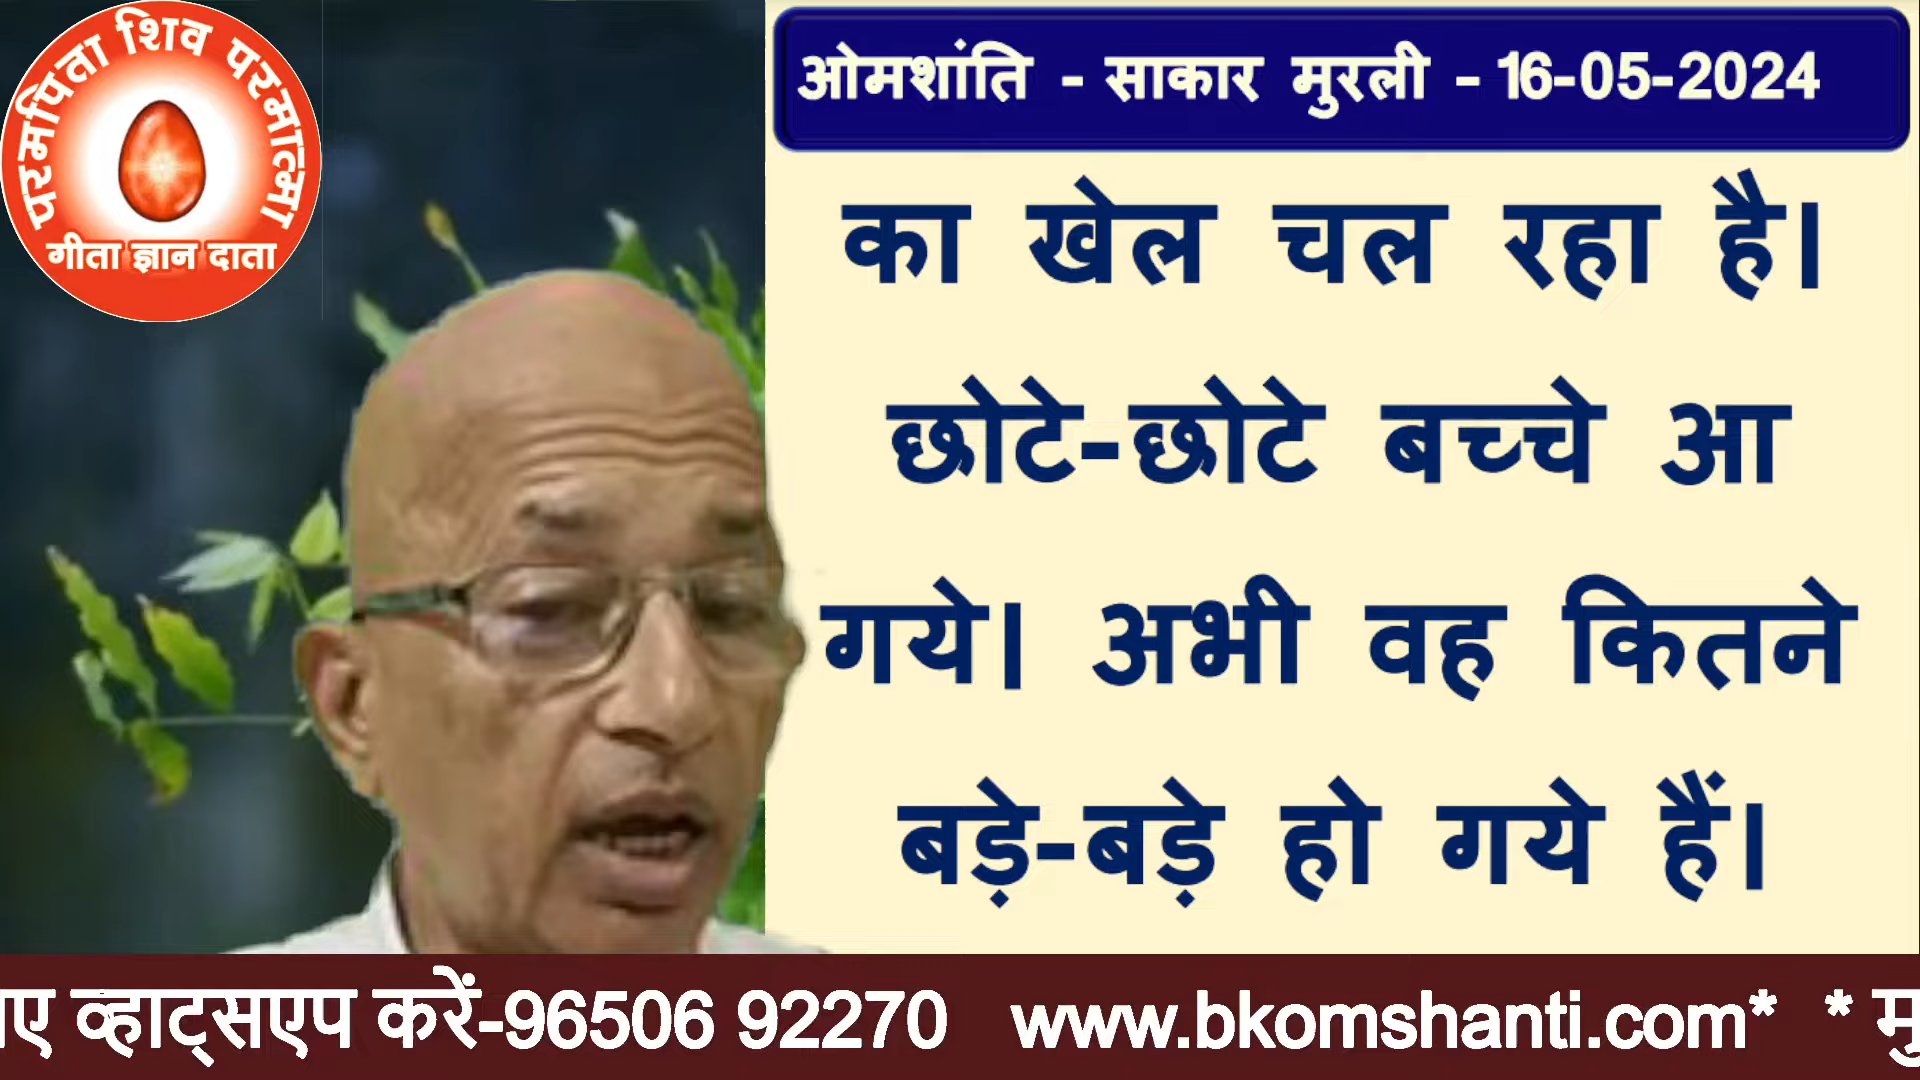 परमपिता शिव परमात्मा
गीता ज्ञान दाता
ओमशांति - साकार मुरली - 16-05-2024
का खेल चल रहा है।
छोटे-छोटे बच्चे आ
गये। अभी वह कितने
बड़े-बड़े हो गये हैं।
व्हाट्सएप करें-96506 92270 www.bkomshanti.com* *